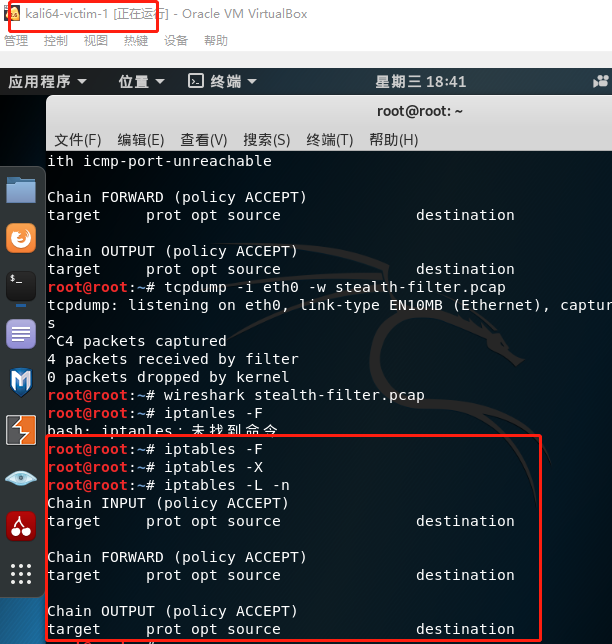 kali64-victim-1 [正在运行] - Oracle VM VirtualBox
管理 控制 视图 热键 设备 帮助
应用程序 位置 终端 星期三 18:41
root@root: ~
文件(F) 编辑(E) 查看(V) 搜索(S) 终端(T) 帮助(H)
ith icmp-port-unreachable
Chain FORWARD (policy ACCEPT)
target prot opt source destination
Chain OUTPUT (policy ACCEPT)
target prot opt source destination
root@root:~# tcpdump -i eth0 -w stealth-filter.pcap
tcpdump: listening on eth0, link-type EN10MB (Ethernet), captur
s
^C4 packets captured
4 packets received by filter
0 packets dropped by kernel
root@root:~# wireshark stealth-filter.pcap
root@root:~# iptanles -F
bash: iptanles：未找到命令
root@root:~# iptables -F
root@root:~# iptables -X
root@root:~# iptables -L -n
Chain INPUT (policy ACCEPT)
target prot opt source destination
Chain FORWARD (policy ACCEPT)
target prot opt source destination
Chain OUTPUT (policy ACCEPT)
target prot opt source destination